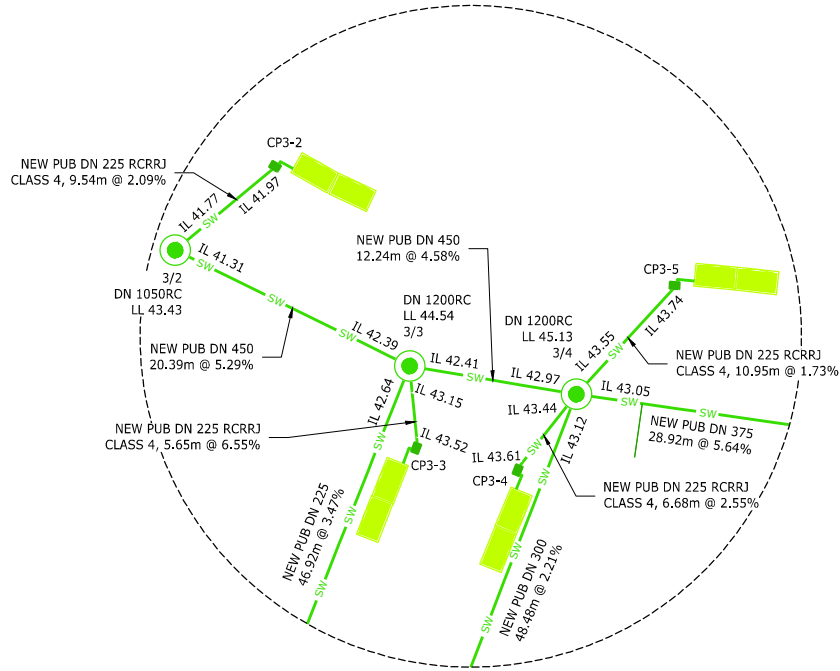 CP3-2
NEW PUB DN 225 RCRRJ
CLASS 4, 9.54m @ 2.09%
IL 41.77
SW
IL 41.97
IL 41.31
SW
SW
3/2
DN 1050RC
LL 43.43
NEW PUB DN 450
20.39m @ 5.29%
SW
IL 42.39
NEW PUB DN 450
12.24m @ 4.58%
DN 1200RC
LL 44.54
3/3
IL 42.41
SW
IL 42.97
DN 1200RC
LL 45.13
3/4
CP3-5
IL 43.55
SW
IL 43.74
NEW PUB DN 225 RCRRJ
CLASS 4, 10.95m @ 1.73%
IL 43.05
SW
SW
NEW PUB DN 375
28.92m @ 5.64%
IL 42.64
SW
IL 43.15
NEW PUB DN 225 RCRRJ
CLASS 4, 5.65m @ 6.55%
IL 43.52
CP3-3
SW
SW
NEW PUB DN 225
46.92m @ 3.47%
IL 43.44
SW
IL 43.61
CP3-4
IL 43.12
NEW PUB DN 225 RCRRJ
CLASS 4, 6.68m @ 2.55%
SW
SW
NEW PUB DN 300
48.48m @ 2.21%
SW